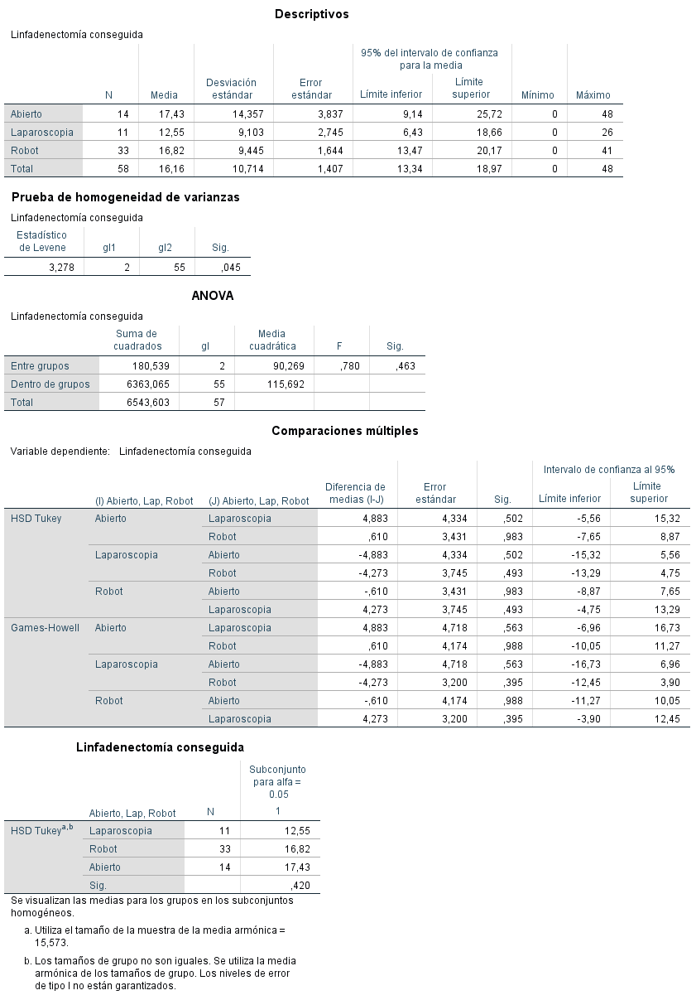 Descriptivos
Linfadenectomía conseguida
95% del intervalo de confianza para la media
N Media Desviación estándar Error estándar Límite inferior Límite superior Mínimo Máximo
Abierto 14 17,43 14,357 3,837 9,14 25,72 0 48
Laparoscopia 11 12,55 9,103 2,745 6,43 18,66 0 26
Robot 33 16,82 9,445 1,644 13,47 20,17 0 41
Total 58 16,16 10,714 1,407 13,34 18,97 0 48
Prueba de homogeneidad de varianzas
Linfadenectomía conseguida
Estadístico de Levene gl1 gl2 Sig.
3,278 2 55 ,045
ANOVA
Linfadenectomía conseguida
Suma de cuadrados gl Media cuadrática F Sig.
Entre grupos 180,539 2 90,269 ,780 ,463
Dentro de grupos 6363,065 55 115,692
Total 6543,603 57
Comparaciones múltiples
Variable dependiente: Linfadenectomía conseguida
Intervalo de confianza al 95%
(I) Abierto, Lap, Robot (J) Abierto, Lap, Robot Diferencia de medias (I-J) Error estándar Sig. Límite inferior Límite superior
HSD Tukey Abierto Laparoscopia 4,883 4,334 ,502 -5,56 15,32
Robot ,610 3,431 ,983 -7,65 8,87
Laparoscopia Abierto -4,883 4,334 ,502 -15,32 5,56
Robot -4,273 3,745 ,493 -13,29 4,75
Robot Abierto -,610 3,431 ,983 -8,87 7,65
Laparoscopia 4,273 3,745 ,493 -4,75 13,29
Games-Howell Abierto Laparoscopia 4,883 4,718 ,563 -6,96 16,73
Robot ,610 4,174 ,988 -10,05 11,27
Laparoscopia Abierto -4,883 4,718 ,563 -16,73 6,96
Robot -4,273 3,200 ,395 -12,45 3,90
Robot Abierto -,610 4,174 ,988 -11,27 10,05
Laparoscopia 4,273 3,200 ,395 -3,90 12,45
Linfadenectomía conseguida
Subconjunto para alfa = 0.05
Abierto, Lap, Robot N 1
HSD Tukey a,b Laparoscopia 11 12,55
Robot 33 16,82
Abierto 14 17,43
Sig. ,420
Se visualizan las medias para los grupos en los subconjuntos
homogéneos.
a. Utiliza el tamaño de la muestra de la media armónica =
15,573.
b. Los tamaños de grupo no son iguales. Se utiliza la media
armónica de los tamaños de grupo. Los niveles de error
de tipo I no están garantizados.